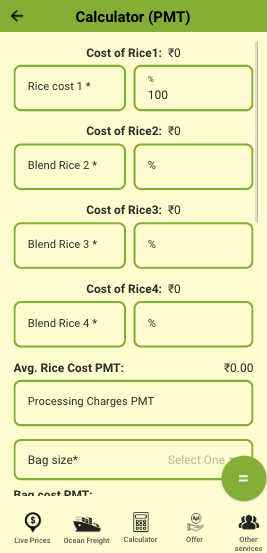 Calculator (PMT)
Cost of Rice1: ₹0
Rice cost 1 *
%
100
Cost of Rice2: ₹0
Blend Rice 2 * %
Cost of Rice3: ₹0
Blend Rice 3 * %
Cost of Rice4: ₹0
Blend Rice 4 * %
Avg. Rice Cost PMT: ₹0.00
Processing Charges PMT
Bag size* Select One
=
Bag cost PMT:
Live Prices Ocean Freight Calculator Offer Other services